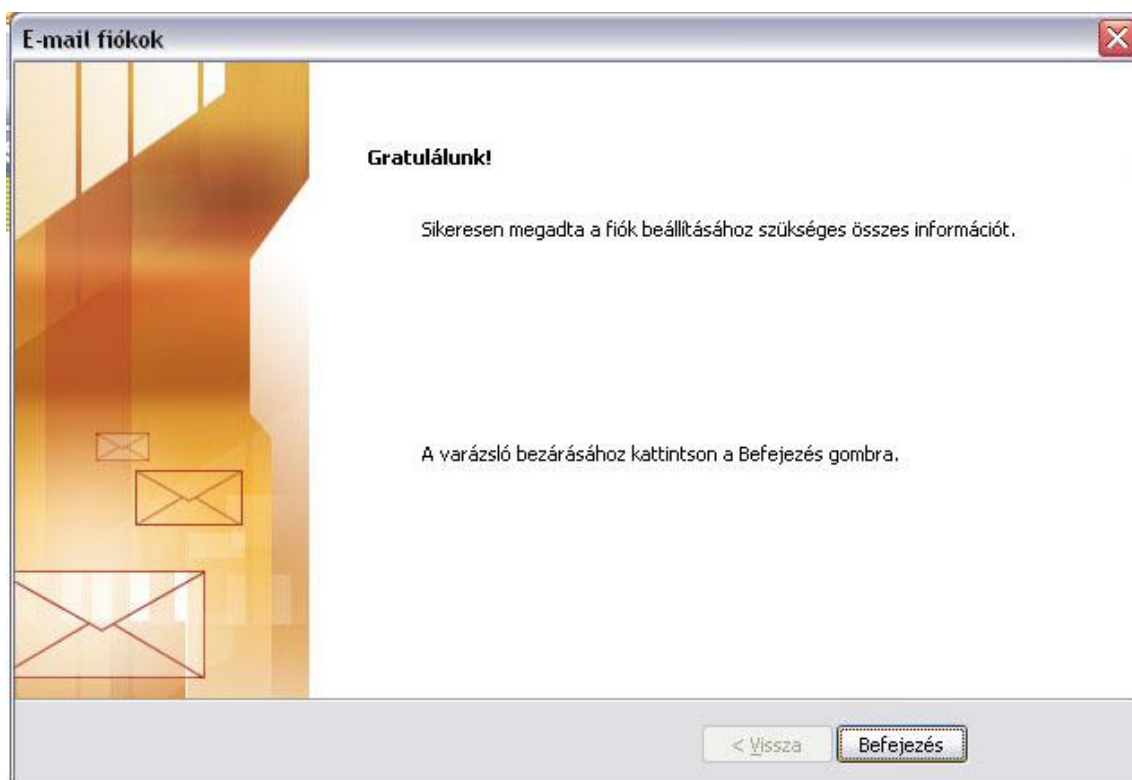 E-mail fiókok
Gratulálunk!
Sikeresen megadta a fiók beállításához szükséges összes információt.
A varázsló bezárásához kattintson a Befejezés gombra.
< Vissza
Befejezés